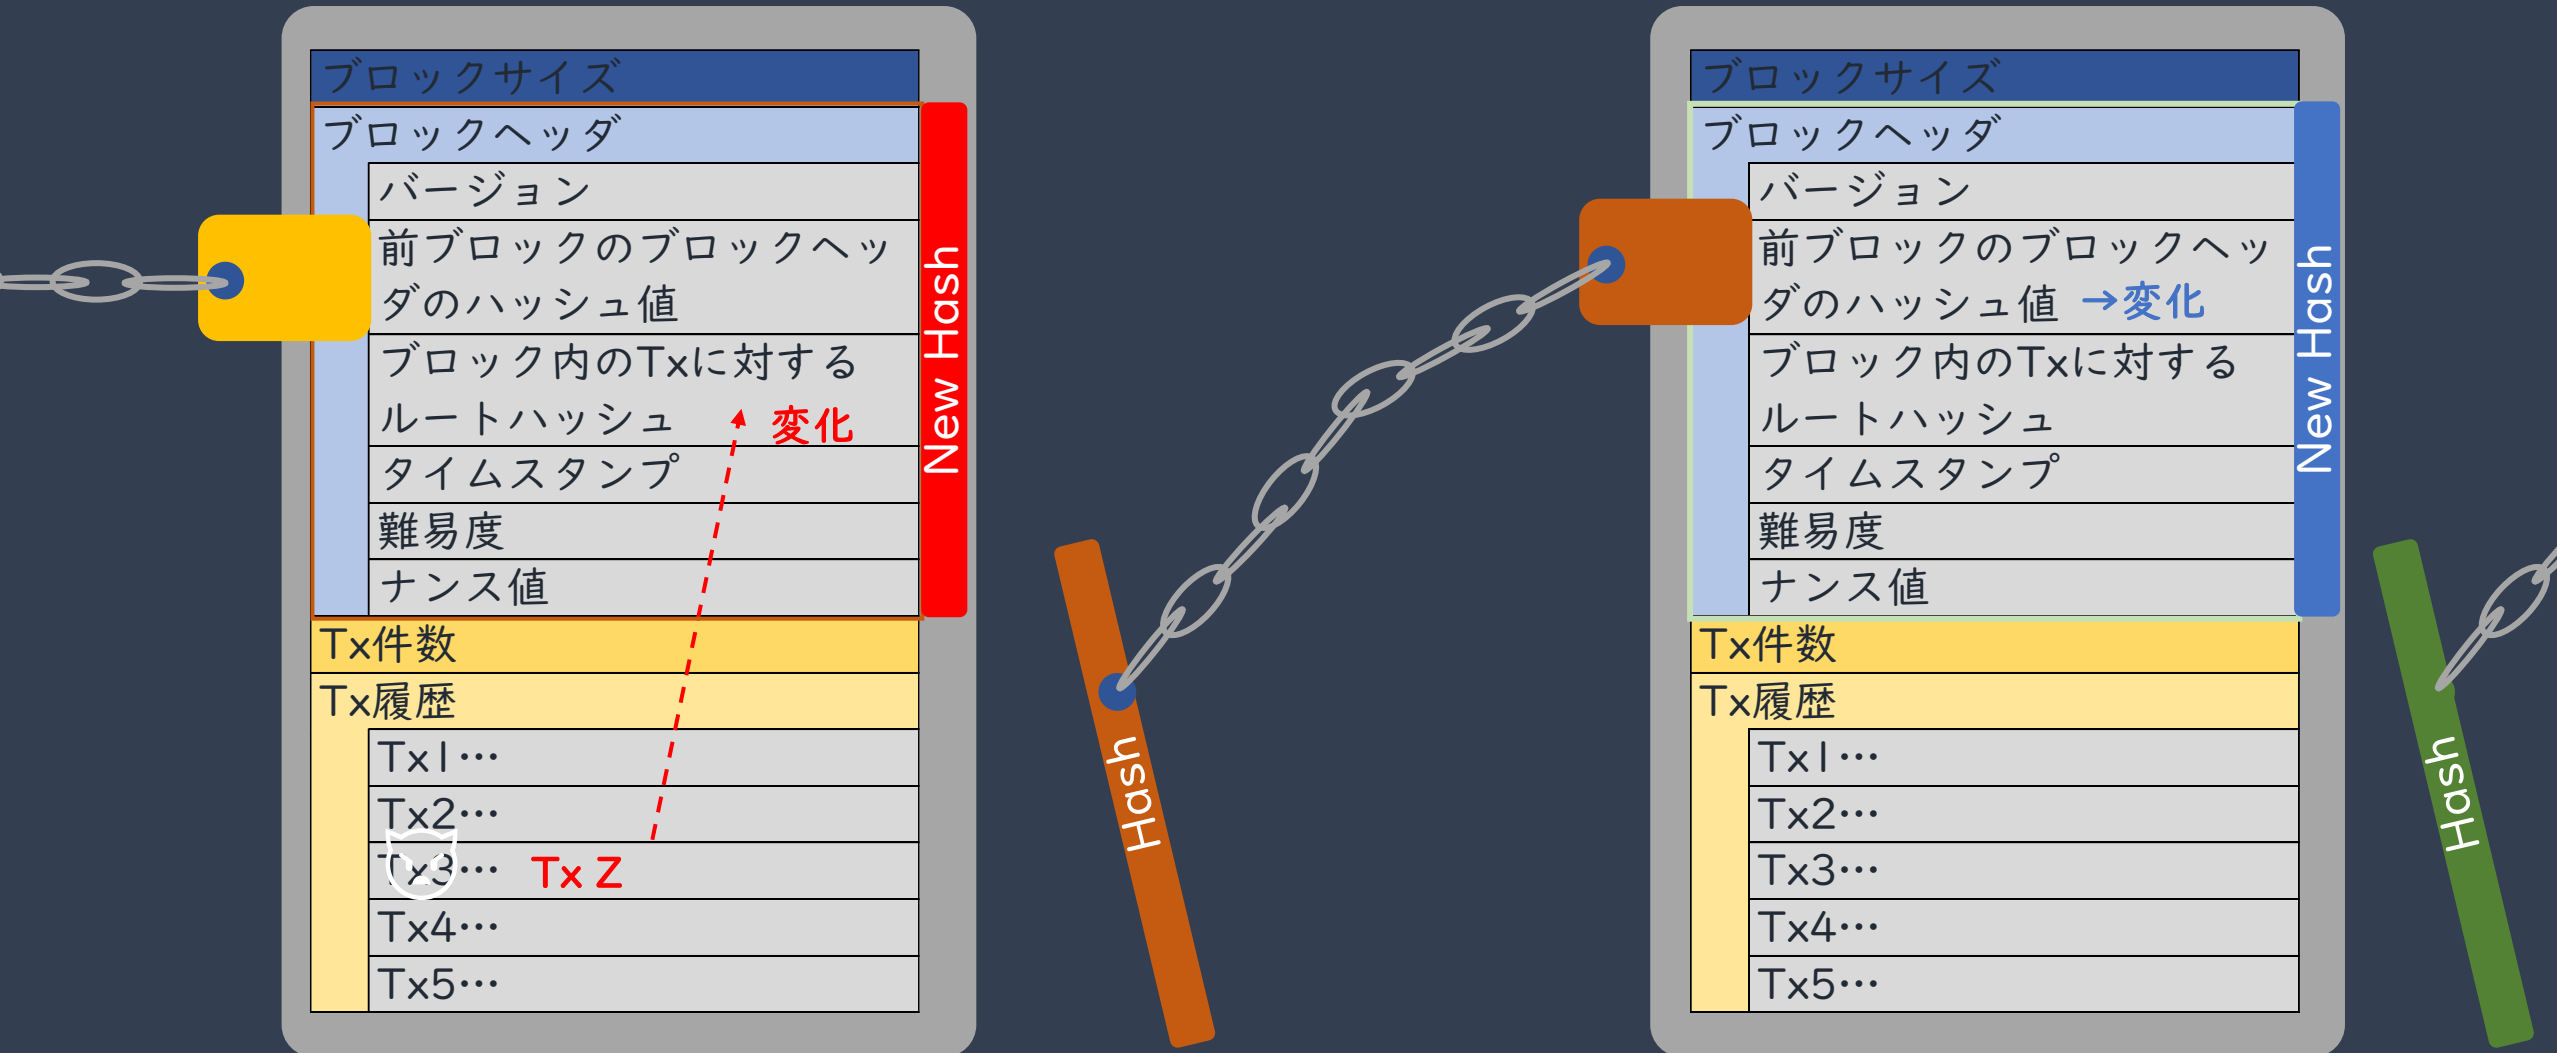 ブロックサイズ
ブロックヘッダ
バージョン
前ブロックのブロックヘッ
ダのハッシュ値
ブロック内のTxに対する
ルートハッシュ 変化
タイムスタンプ
難易度
ナンス値
Tx件数
Tx履歴
Tx1…
Tx2…
Tx3… Tx Z
Tx4…
Tx5…
New Hash
Hash
ブロックサイズ
ブロックヘッダ
バージョン
前ブロックのブロックヘッ
ダのハッシュ値 →変化
ブロック内のTxに対する
ルートハッシュ
タイムスタンプ
難易度
ナンス値
Tx件数
Tx履歴
Tx1…
Tx2…
Tx3…
Tx4…
Tx5…
New Hash
Hash